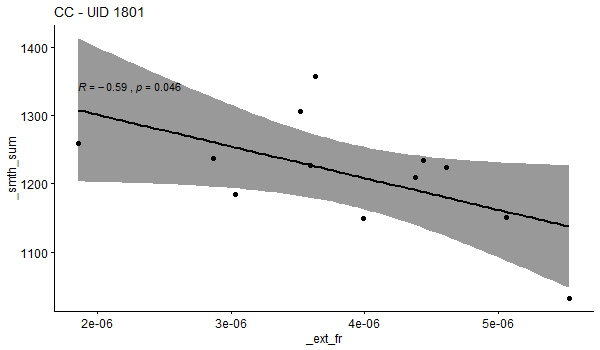 CC - UID 1801
1400
R = −0.59 , p = 0.046
1300
_smth_sum
1200
1100
2e-06 3e-06 4e-06 5e-06
_ext_fr